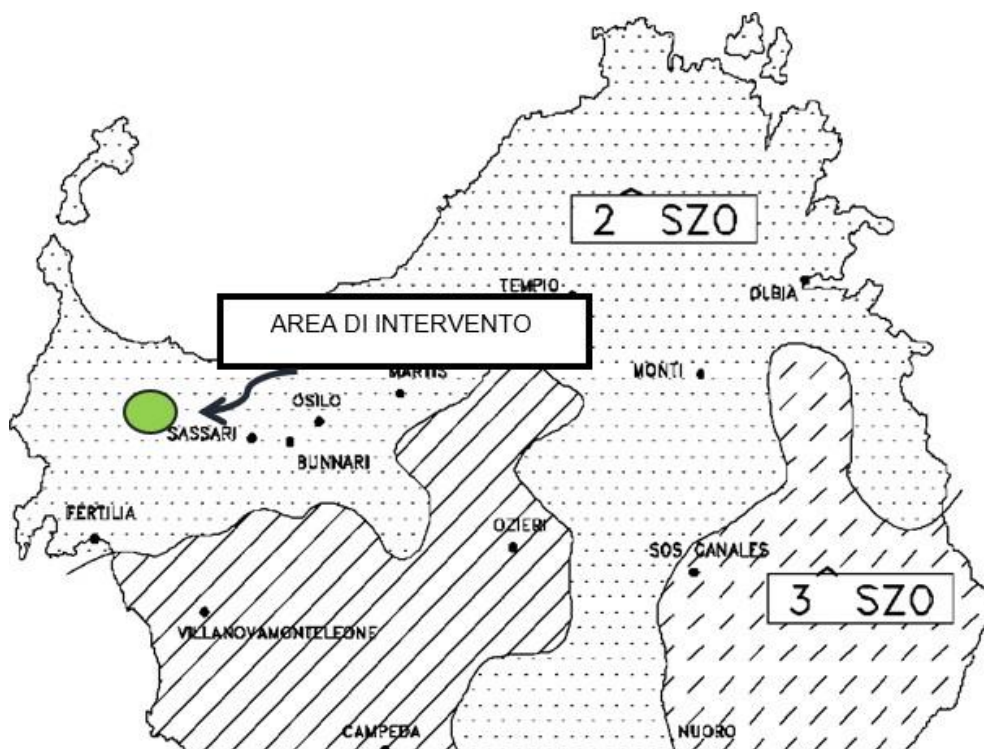 2^ SZO
TEMPIO
OLBIA
AREA DI INTERVENTO
MONTI
MARTIS
OSILO
SASSARI
BUNNARI
FERTILIA
OZIERI
SOS CANALES
3^ SZO
VILLANOVAMONTELEONE
CAMPEDA
NUORO